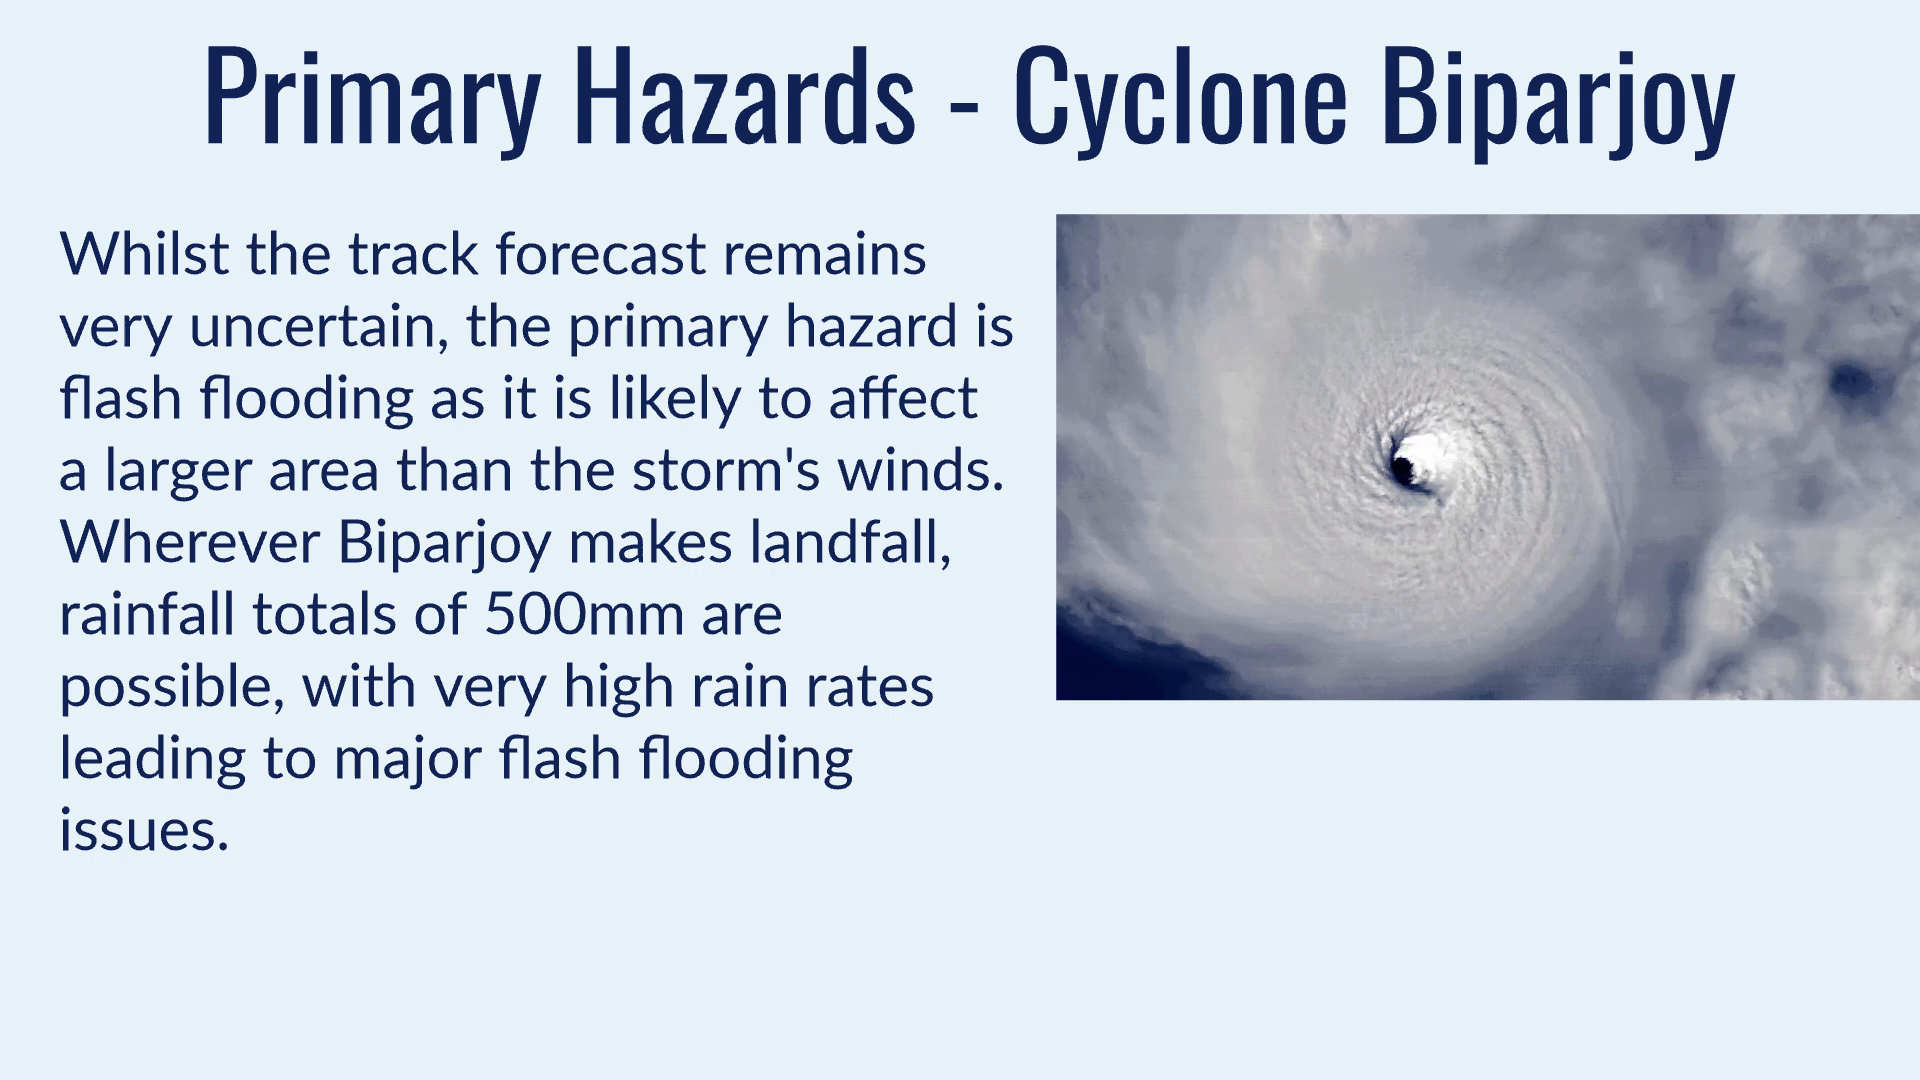 Primary Hazards - Cyclone Biparjoy
Whilst the track forecast remains
very uncertain, the primary hazard is
flash flooding as it is likely to affect
a larger area than the storm's winds.
Wherever Biparjoy makes landfall,
rainfall totals of 500mm are
possible, with very high rain rates
leading to major flash flooding
issues.